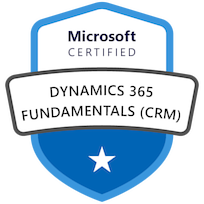 Microsoft
CERTIFIED
DYNAMICS 365
FUNDAMENTALS (CRM)